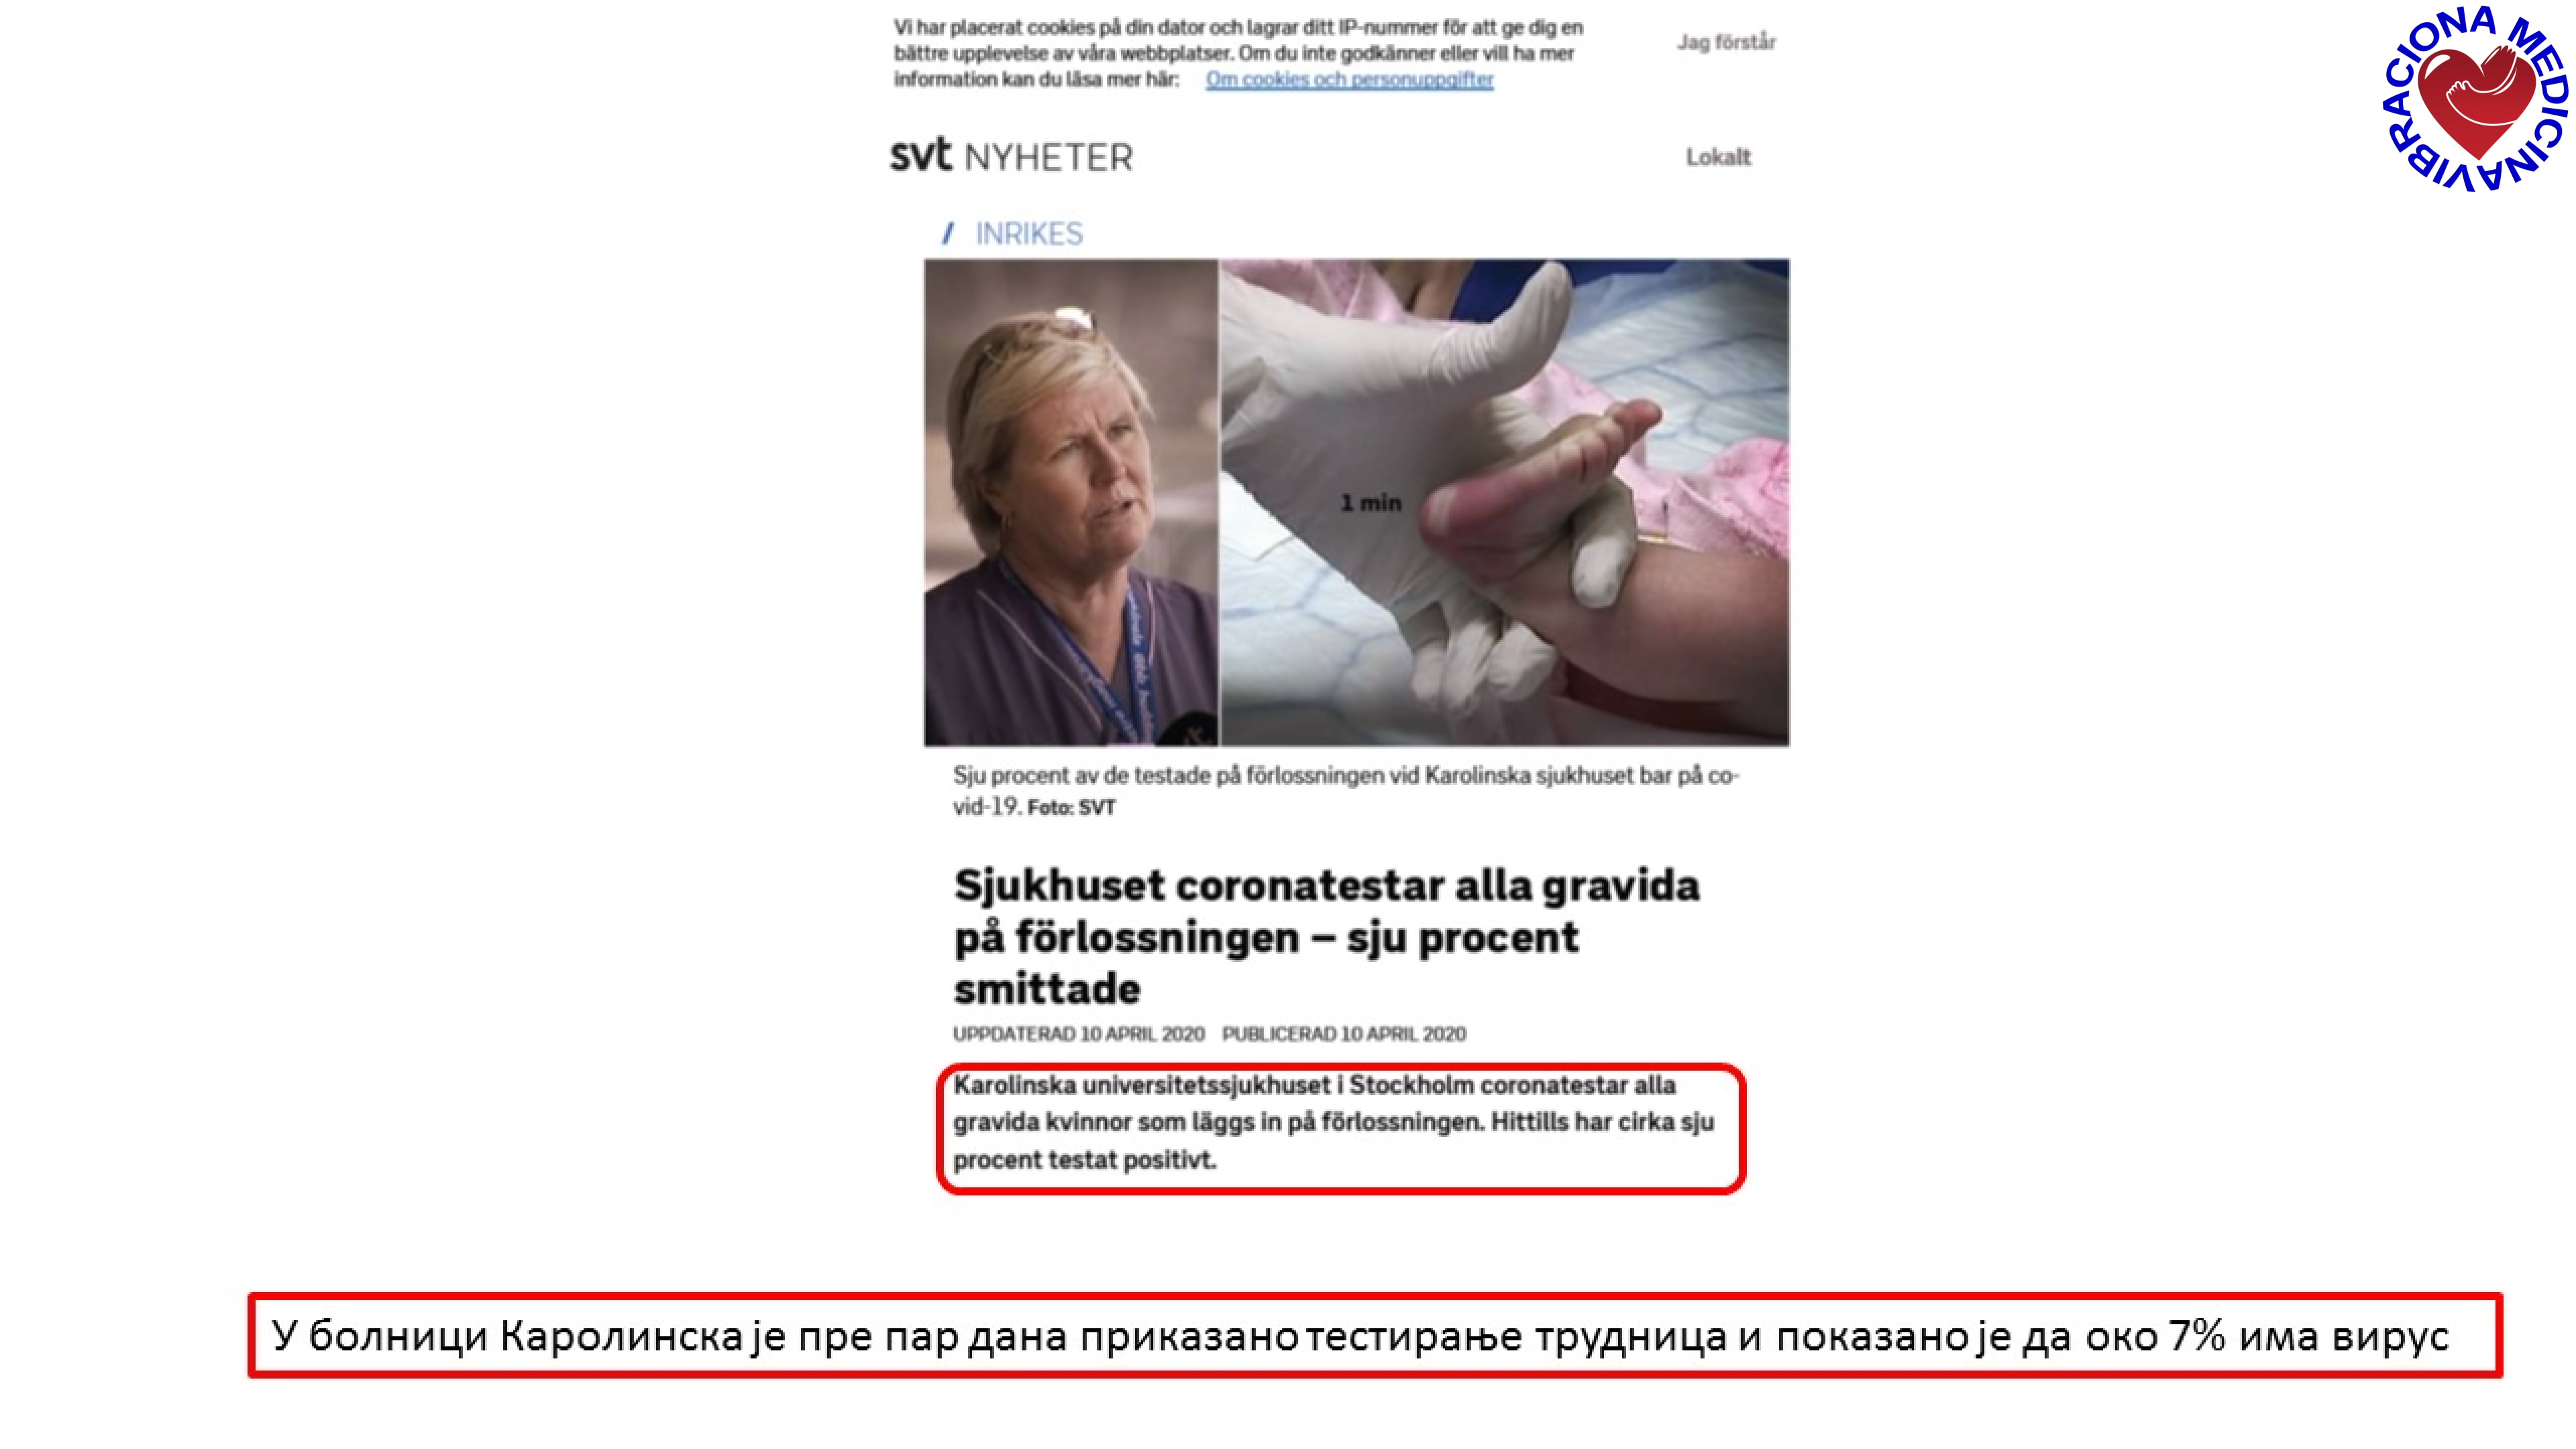 Vi har placerat cookies på din dator och lagrar ditt IP-nummer för att ge dig en
bättre upplevelse av våra webbplatser. Om du inte godkänner eller vill ha mer
information kan du läsa mer här: Om cookies och personuppgifter
Jag förstår
VIBRACIONA MEDICINA
svt NYHETER
Lokalt
/ INRIKES
1 min
Sju procent av de testade på förlossningen vid Karolinska sjukhuset bar på co-
vid-19. Foto: SVT
Sjukhuset coronatestar alla gravida
på förlossningen – sju procent
smittade
UPPDATERAD 10 APRIL 2020 PUBLICERAD 10 APRIL 2020
Karolinska universitetssjukhuset i Stockholm coronatestar alla
gravida kvinnor som läggs in på förlossningen. Hittills har cirka sju
procent testat positivt.
У болници Каролинска је пре пар дана приказано тестирање трудница и показано је да око 7% има вирус